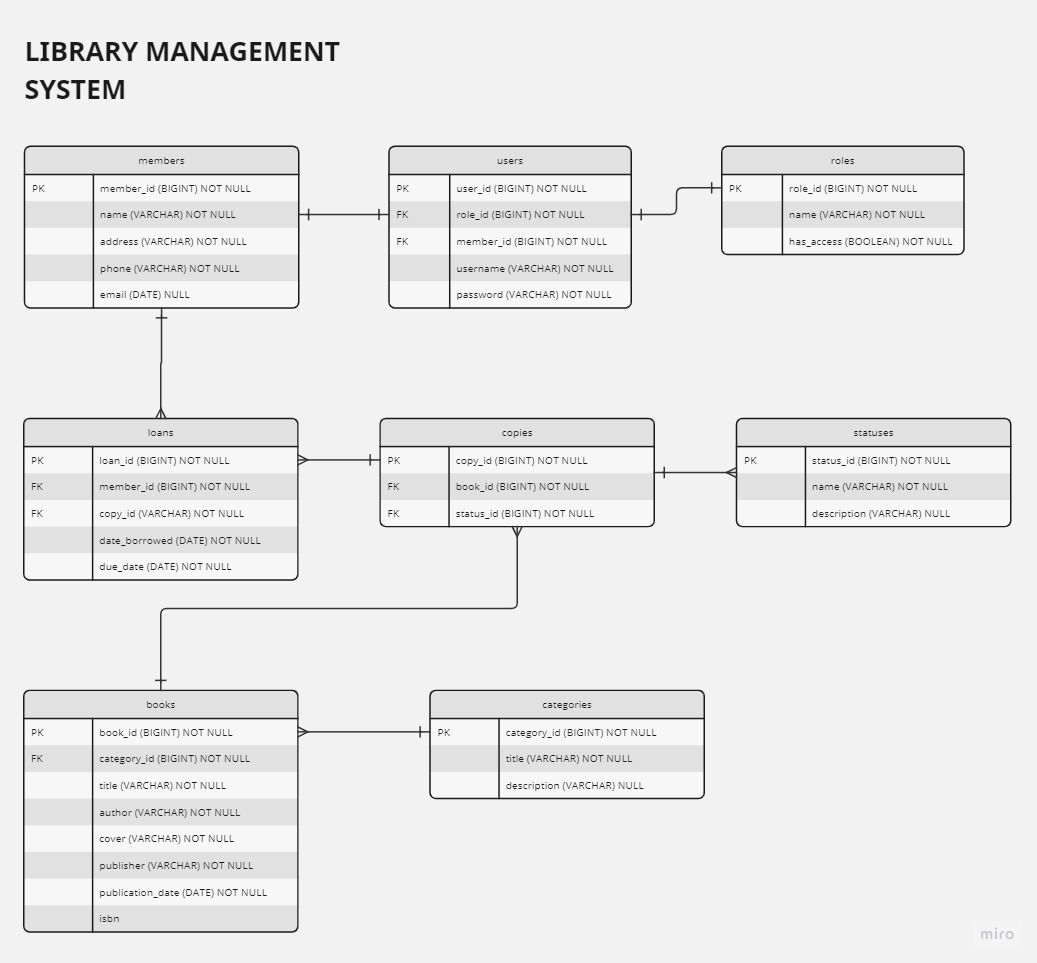 LIBRARY MANAGEMENT
SYSTEM
members
PK member_id (BIGINT) NOT NULL
name (VARCHAR) NOT NULL
address (VARCHAR) NOT NULL
phone (VARCHAR) NOT NULL
email (DATE) NULL
users
PK user_id (BIGINT) NOT NULL
FK role_id (BIGINT) NOT NULL
FK member_id (BIGINT) NOT NULL
username (VARCHAR) NOT NULL
password (VARCHAR) NOT NULL
roles
PK role_id (BIGINT) NOT NULL
name (VARCHAR) NOT NULL
has_access (BOOLEAN) NOT NULL
loans
PK loan_id (BIGINT) NOT NULL
FK member_id (BIGINT) NOT NULL
FK copy_id (VARCHAR) NOT NULL
date_borrowed (DATE) NOT NULL
due_date (DATE) NOT NULL
copies
PK copy_id (BIGINT) NOT NULL
FK book_id (BIGINT) NOT NULL
FK status_id (BIGINT) NOT NULL
statuses
PK status_id (BIGINT) NOT NULL
name (VARCHAR) NOT NULL
description (VARCHAR) NULL
books
PK book_id (BIGINT) NOT NULL
FK category_id (BIGINT) NOT NULL
title (VARCHAR) NOT NULL
author (VARCHAR) NOT NULL
cover (VARCHAR) NOT NULL
publisher (VARCHAR) NOT NULL
publication_date (DATE) NOT NULL
isbn
categories
PK category_id (BIGINT) NOT NULL
title (VARCHAR) NOT NULL
description (VARCHAR) NULL
miro